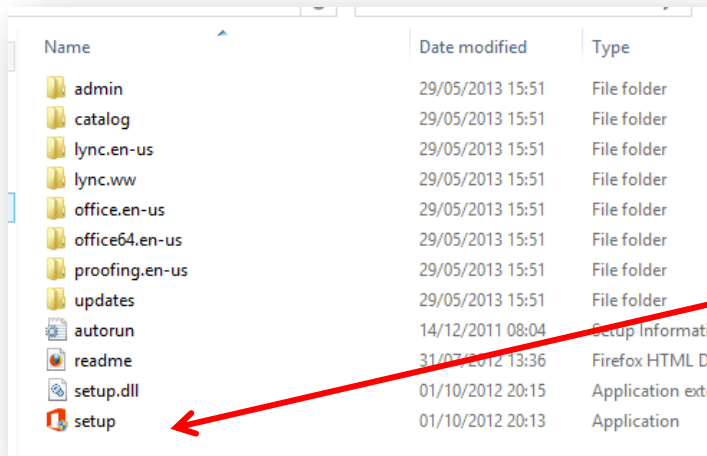 Name Date modified Type
admin 29/05/2013 15:51 File folder
catalog 29/05/2013 15:51 File folder
lync.en-us 29/05/2013 15:51 File folder
lync.ww 29/05/2013 15:51 File folder
office.en-us 29/05/2013 15:51 File folder
office64.en-us 29/05/2013 15:51 File folder
proofing.en-us 29/05/2013 15:51 File folder
updates 29/05/2013 15:51 File folder
autorun 14/12/2011 08:04 Setup Informati
readme 31/07/2012 13:36 Firefox HTML D
setup.dll 01/10/2012 20:15 Application exte
setup 01/10/2012 20:13 Application